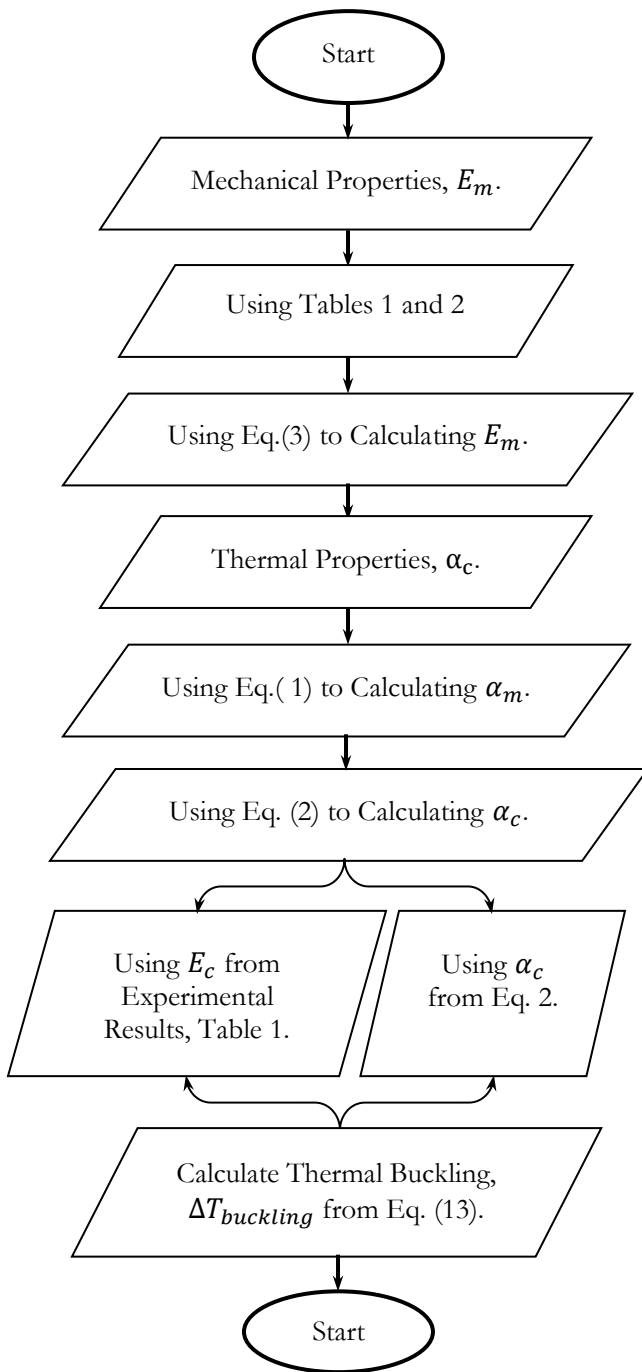 Start
Mechanical Properties, E_m.
Using Tables 1 and 2
Using Eq.(3) to Calculating E_m.
Thermal Properties, α_c.
Using Eq.( 1) to Calculating α_m.
Using Eq. (2) to Calculating α_c.
Using E_c from
Experimental
Results, Table 1.
Using α_c
from Eq. 2.
Calculate Thermal Buckling,
ΔT_buckling from Eq. (13).
Start